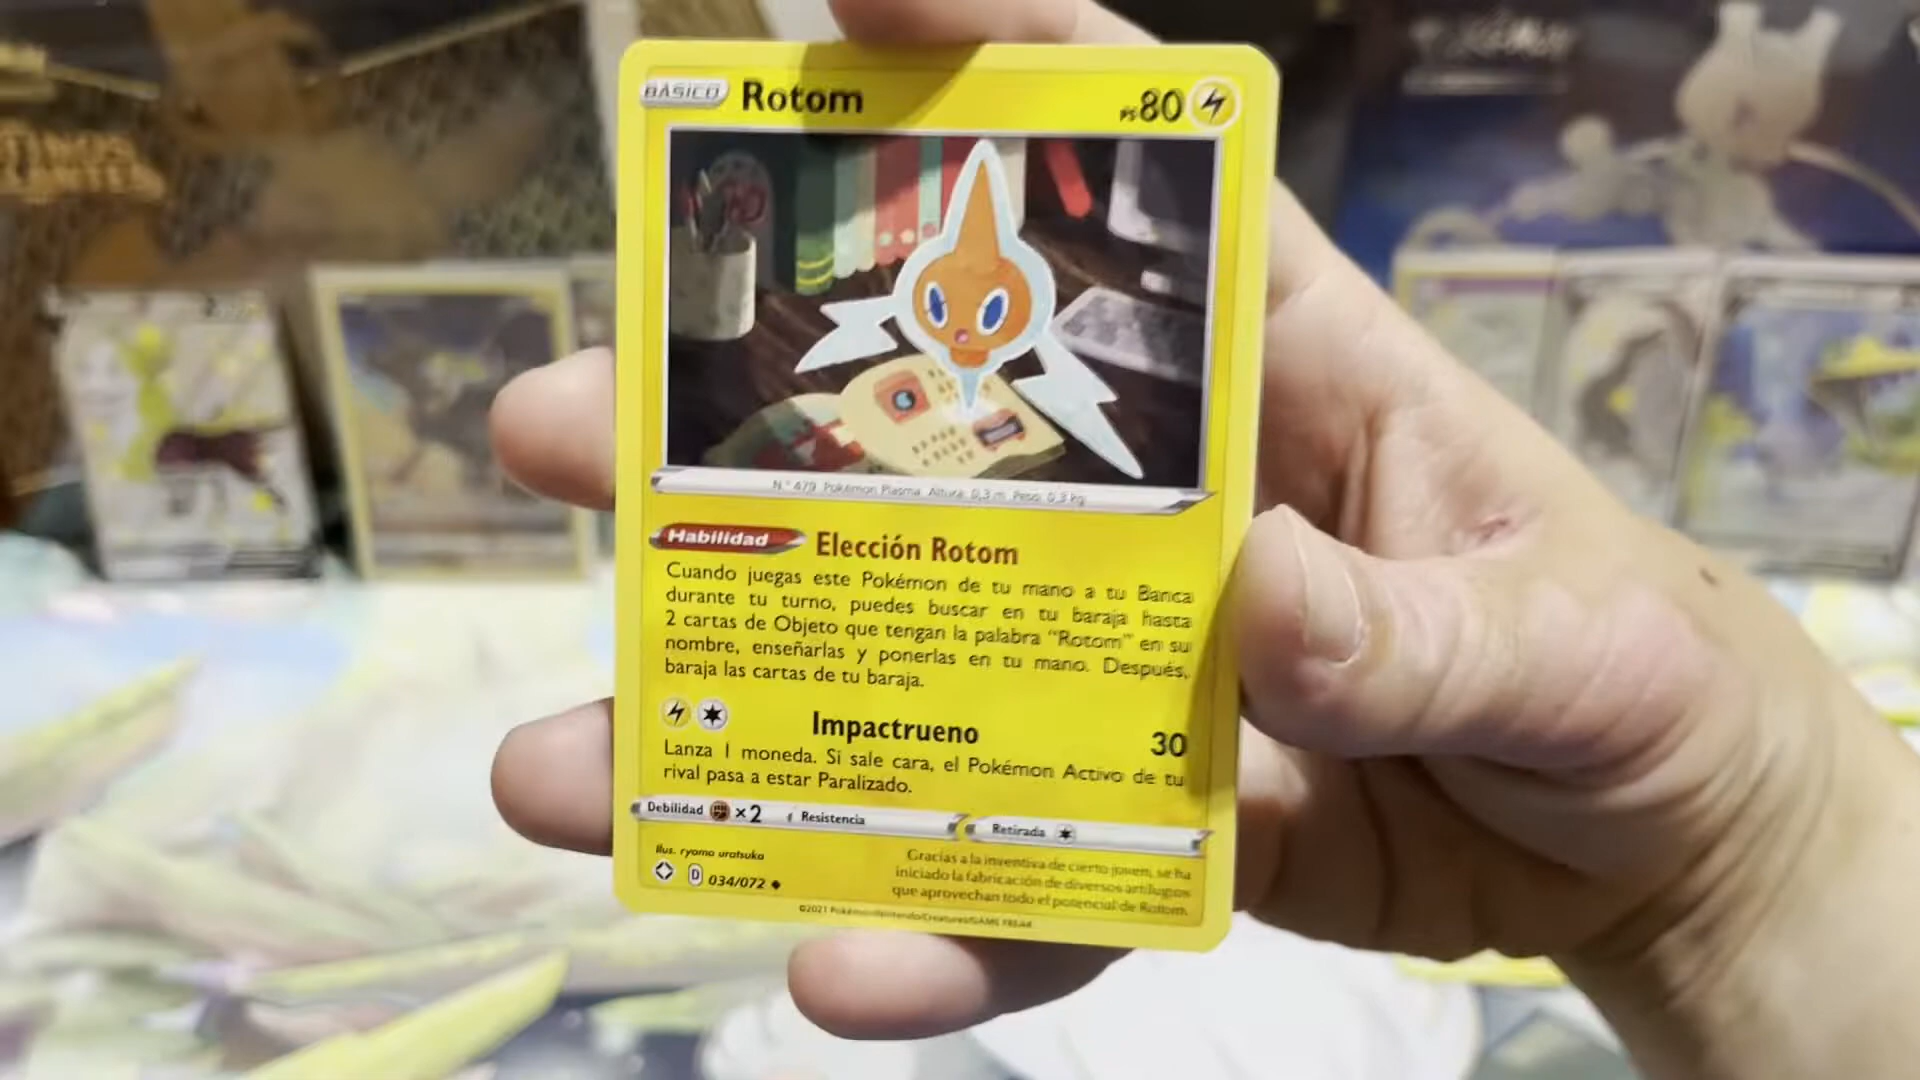 BÁSICO Rotom PS80
N.º 479 Pokémon Plasma Altura: 0,3 m Peso: 0,3 kg
Habilidad Elección Rotom
Cuando juegas este Pokémon de tu mano a tu Banca
durante tu turno, puedes buscar en tu baraja hasta
2 cartas de Objeto que tengan la palabra “Rotom” en su
nombre, enseñarlas y ponerlas en tu mano. Después,
baraja las cartas de tu baraja.
Impactrueno 30
Lanza 1 moneda. Si sale cara, el Pokémon Activo de tu
rival pasa a estar Paralizado.
Debilidad ×2 Resistencia Retirada
Ilus. ryoma uratsuka
D 034/072
Gracias a la inventiva de cierto joven, se ha
iniciado la fabricación de diversos artilugios
que aprovechan todo el potencial de Rotom.
©2021 Pokémon/Nintendo/Creatures/GAME FREAK